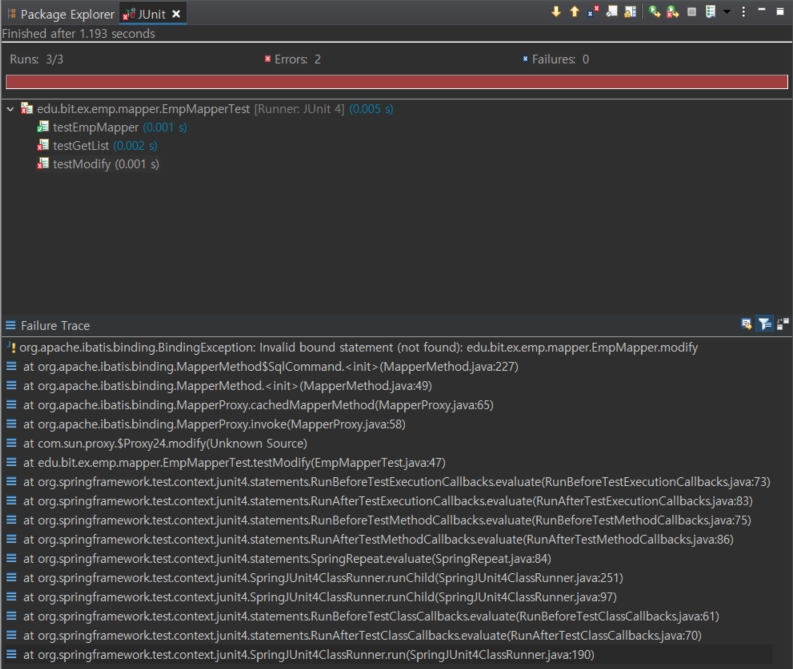 Package Explorer JUnit
Finished after 1.193 seconds
Runs: 3/3 Errors: 2 Failures: 0
edu.bit.ex.emp.mapper.EmpMapperTest [Runner: JUnit 4] (0.005 s)
testEmpMapper (0.001 s)
testGetList (0.002 s)
testModify (0.001 s)
Failure Trace
org.apache.ibatis.binding.BindingException: Invalid bound statement (not found): edu.bit.ex.emp.mapper.EmpMapper.modify
at org.apache.ibatis.binding.MapperMethod$SqlCommand.<init>(MapperMethod.java:227)
at org.apache.ibatis.binding.MapperMethod.<init>(MapperMethod.java:49)
at org.apache.ibatis.binding.MapperProxy.cachedMapperMethod(MapperProxy.java:65)
at org.apache.ibatis.binding.MapperProxy.invoke(MapperProxy.java:58)
at com.sun.proxy.$Proxy24.modify(Unknown Source)
at edu.bit.ex.emp.mapper.EmpMapperTest.testModify(EmpMapperTest.java:47)
at org.springframework.test.context.junit4.statements.RunBeforeTestExecutionCallbacks.evaluate(RunBeforeTestExecutionCallbacks.java:73)
at org.springframework.test.context.junit4.statements.RunAfterTestExecutionCallbacks.evaluate(RunAfterTestExecutionCallbacks.java:83)
at org.springframework.test.context.junit4.statements.RunBeforeTestMethodCallbacks.evaluate(RunBeforeTestMethodCallbacks.java:75)
at org.springframework.test.context.junit4.statements.RunAfterTestMethodCallbacks.evaluate(RunAfterTestMethodCallbacks.java:86)
at org.springframework.test.context.junit4.statements.SpringRepeat.evaluate(SpringRepeat.java:84)
at org.springframework.test.context.junit4.SpringJUnit4ClassRunner.runChild(SpringJUnit4ClassRunner.java:251)
at org.springframework.test.context.junit4.SpringJUnit4ClassRunner.runChild(SpringJUnit4ClassRunner.java:97)
at org.springframework.test.context.junit4.statements.RunBeforeTestClassCallbacks.evaluate(RunBeforeTestClassCallbacks.java:61)
at org.springframework.test.context.junit4.statements.RunAfterTestClassCallbacks.evaluate(RunAfterTestClassCallbacks.java:70)
at org.springframework.test.context.junit4.SpringJUnit4ClassRunner.run(SpringJUnit4ClassRunner.java:190)